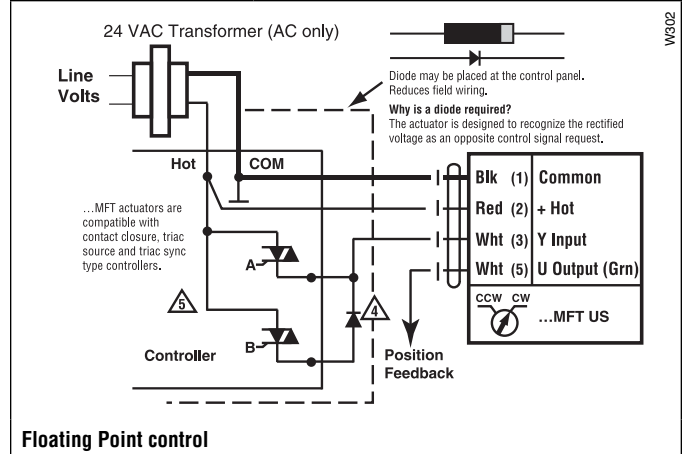 W302
24 VAC Transformer (AC only)
Line
Volts
Diode may be placed at the control panel.
Reduces field wiring.
Why is a diode required?
The actuator is designed to recognize the rectified
voltage as an opposite control signal request.
Hot
COM
Blk (1) Common
Red (2) + Hot
Wht (3) Y Input
Wht (5) U Output (Grn)
CCW CW
...MFT US
...MFT actuators are
compatible with
contact closure, triac
source and triac sync
type controllers.
A
5
4
B
Controller
Position
Feedback
Floating Point control